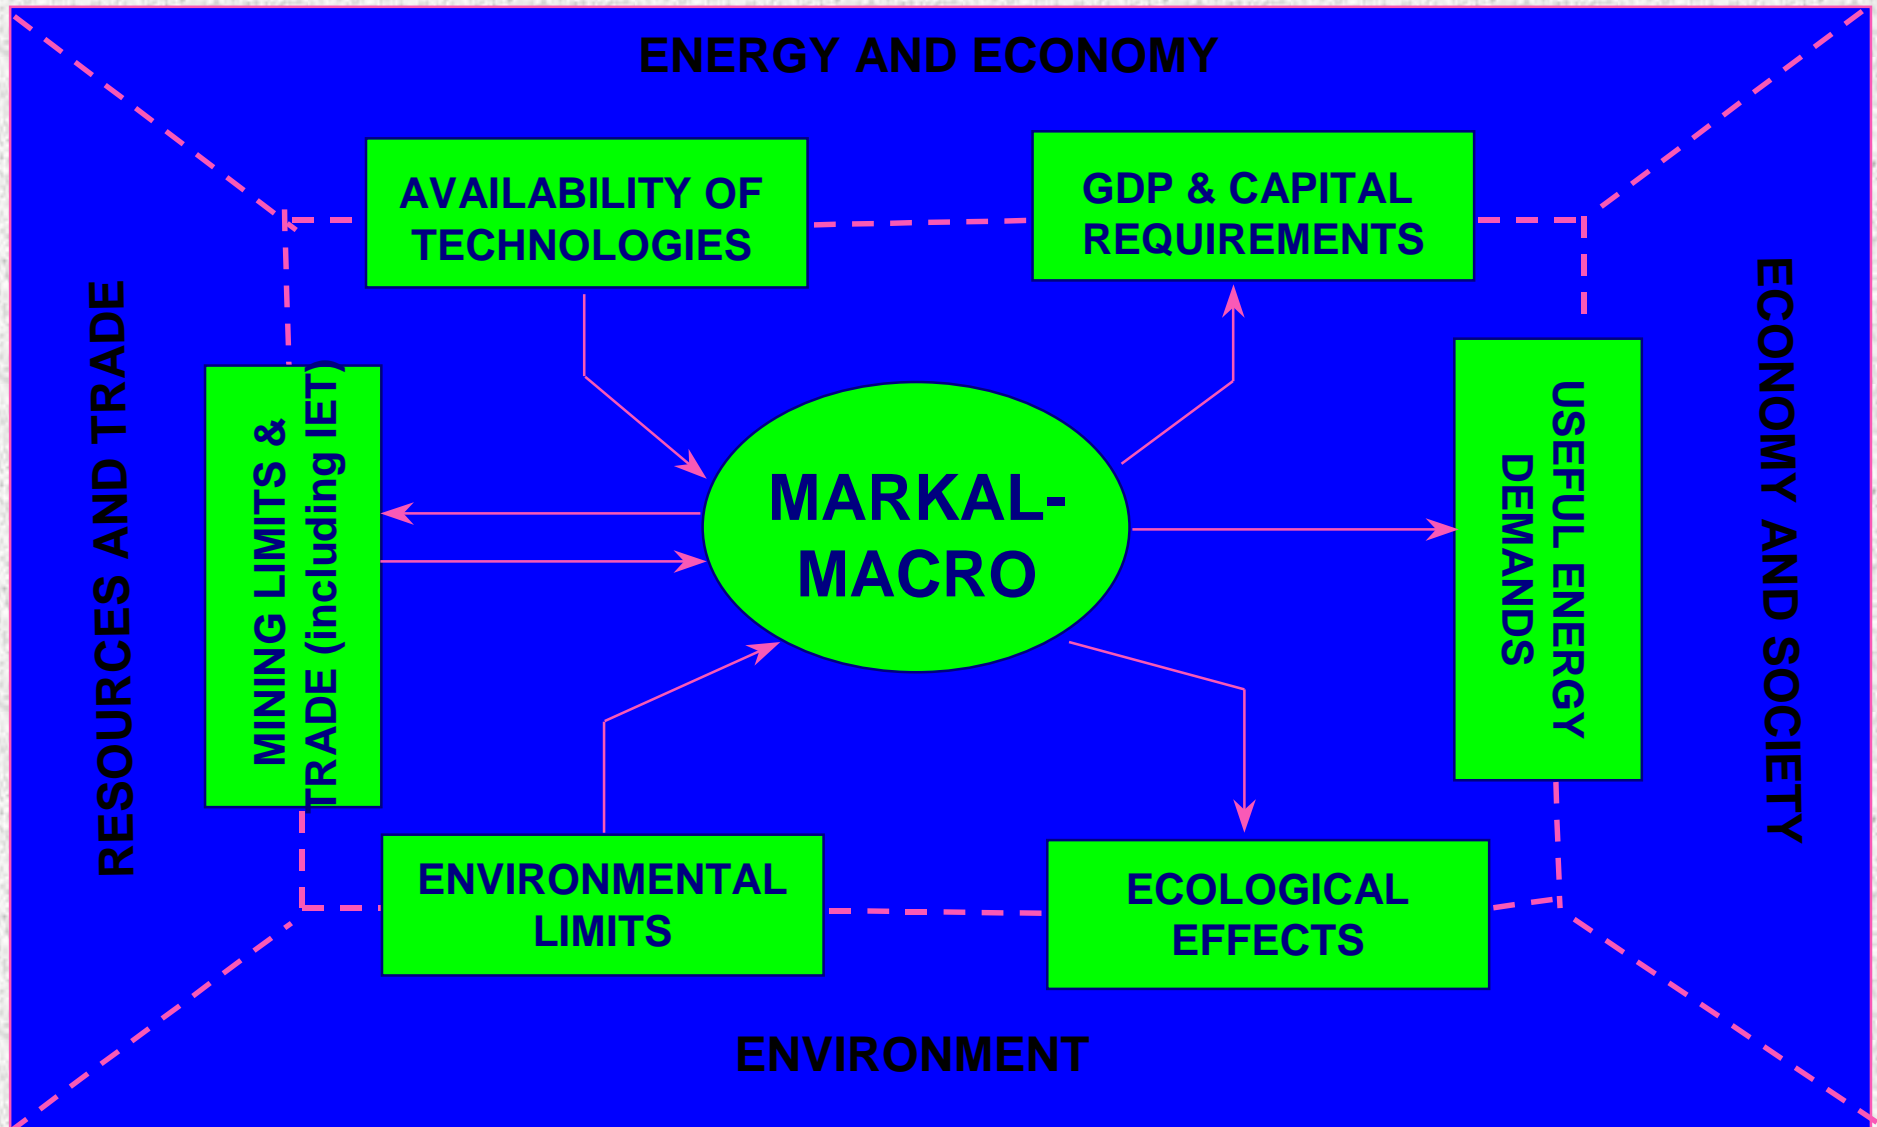 ENERGY AND ECONOMY
AVAILABILITY OF
TECHNOLOGIES
GDP & CAPITAL
REQUIREMENTS
RESOURCES AND TRADE
MINING LIMITS &
TRADE (including IET)
MARKAL-
MACRO
USEFUL ENERGY
DEMANDS
ECONOMY AND SOCIETY
ENVIRONMENTAL
LIMITS
ECOLOGICAL
EFFECTS
ENVIRONMENT